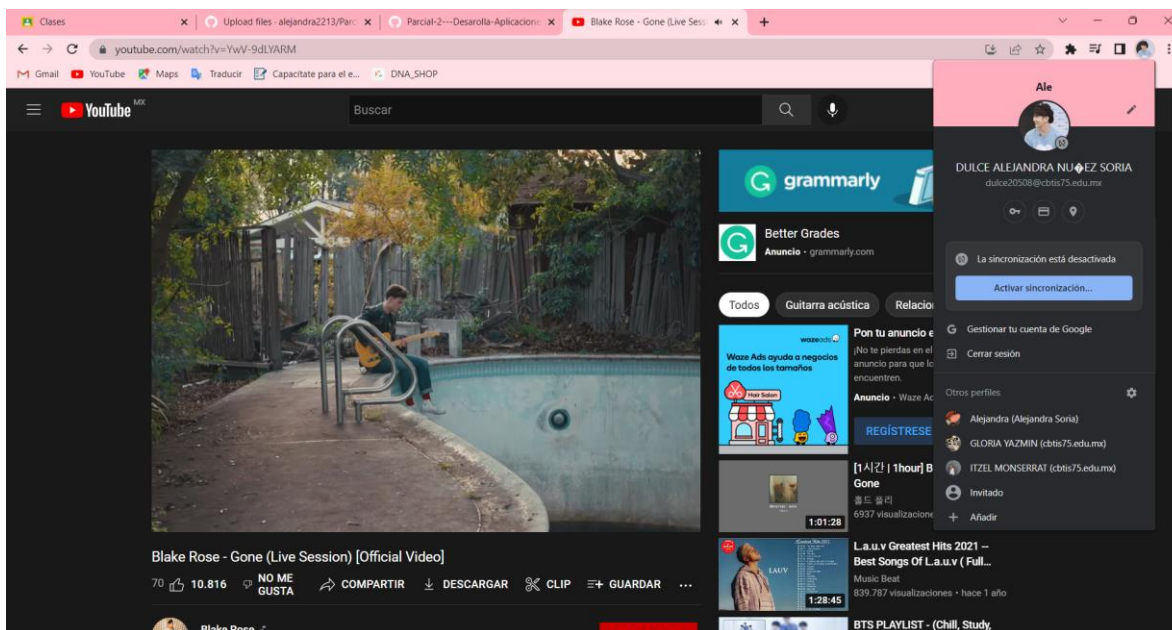 Clases
Upload files · alejandra2213/Parc
Parcial-2---Desarolla-Aplicacione
Blake Rose - Gone (Live Sess
youtube.com/watch?v=YwV-9dLYARM
Gmail
YouTube
Maps
Traducir
Capacítate para el e...
DNA_SHOP
YouTube MX
Buscar
grammarly
Better Grades
Anuncio · grammarly.com
Todos
Guitarra acústica
Relacio
wazeads
Waze Ads ayuda a negocios
de todos los tamaños
Hair Salon
Pon tu anuncio e
¡No te pierdas en el
anuncio para que lo
encuentren.
Anuncio · Waze Ad
REGÍSTRESE
[1시간 | 1hour] B
Gone
홀드 플리
6937 visualizacione
1:01:28
LAUV
1:28:45
L.a.u.v Greatest Hits 2021 –
Best Songs Of L.a.u.v ( Full...
Music Beat
839.787 visualizaciones · hace 1 año
BTS PLAYLIST - (Chill, Study,
Blake Rose - Gone (Live Session) [Official Video]
70
10.816
NO ME
GUSTA
COMPARTIR
DESCARGAR
CLIP
GUARDAR
...
Blake Rose
Ale
DULCE ALEJANDRA NU�EZ SORIA
dulce20508@cbtis75.edu.mx
La sincronización está desactivada
Activar sincronización...
Gestionar tu cuenta de Google
Cerrar sesión
Otros perfiles
Alejandra (Alejandra Soria)
GLORIA YAZMIN (cbtis75.edu.mx)
ITZEL MONSERRAT (cbtis75.edu.mx)
Invitado
Añadir